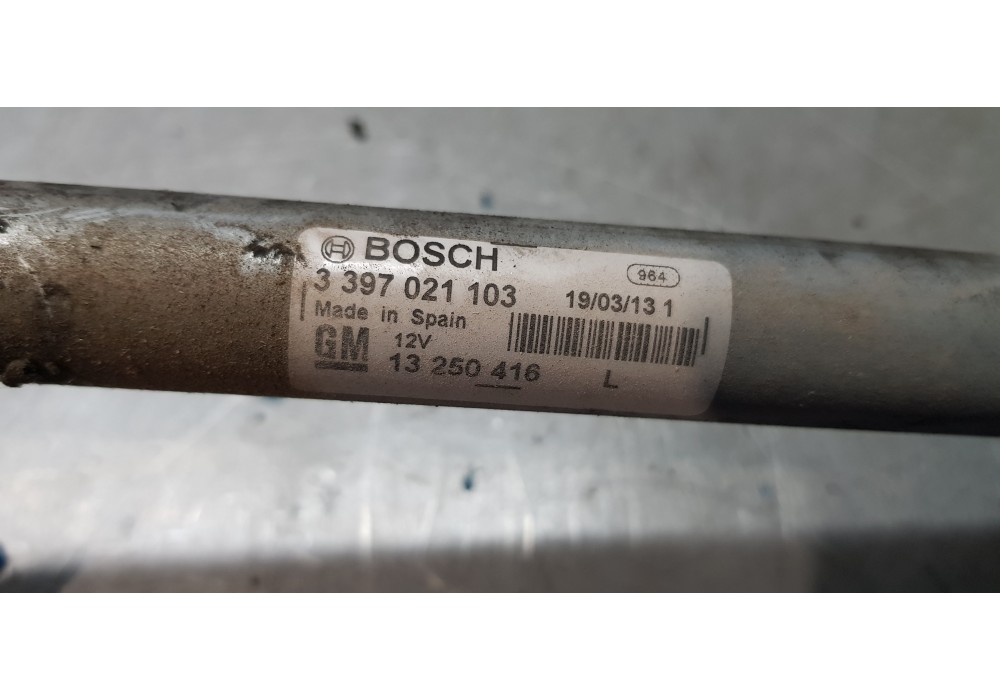 BOSCH
3 397 021 103
964
19/03/13 1
Made in Spain
GM
12V
13 250 416
L